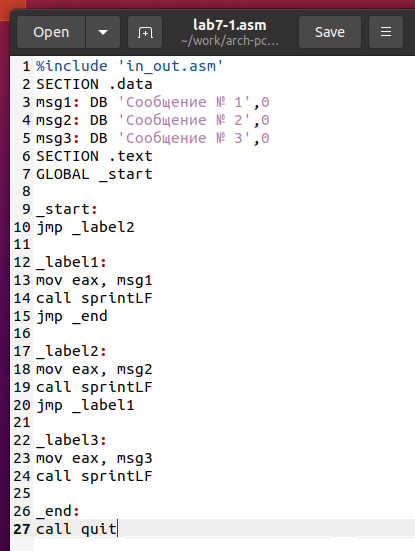 Open
lab7-1.asm
~/work/arch-pc...
Save
1 %include 'in_out.asm'
2 SECTION .data
3 msg1: DB 'Сообщение № 1',0
4 msg2: DB 'Сообщение № 2',0
5 msg3: DB 'Сообщение № 3',0
6 SECTION .text
7 GLOBAL _start
8
9 _start:
10 jmp _label2
11
12 _label1:
13 mov eax, msg1
14 call sprintLF
15 jmp _end
16
17 _label2:
18 mov eax, msg2
19 call sprintLF
20 jmp _label1
21
22 _label3:
23 mov eax, msg3
24 call sprintLF
25
26 _end:
27 call quit